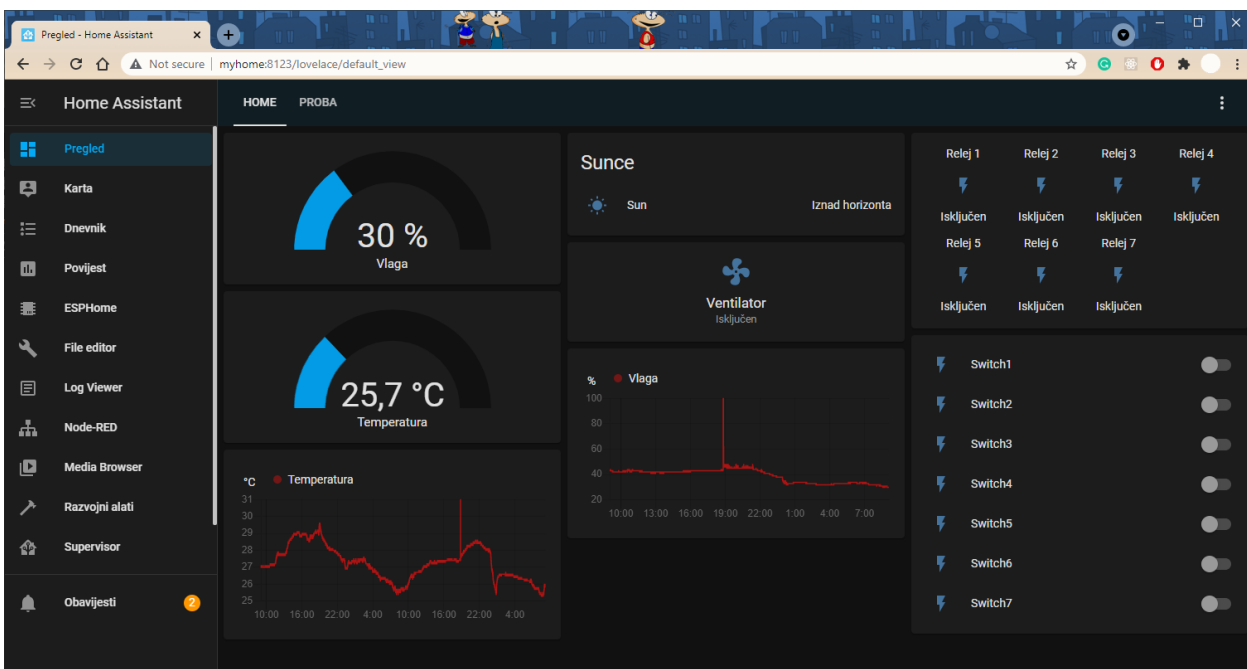 Pregled - Home Assistant
Not secure | myhome:8123/lovelace/default_view
Home Assistant
HOME PROBA
Pregled
Karta
Dnevnik
Povijest
ESPHome
File editor
Log Viewer
Node-RED
Media Browser
Razvojni alati
Supervisor
Obavijesti 2
30 %
Vlaga
25,7 °C
Temperatura
°C Temperatura
31
30
29
28
27
26
25
10:00 16:00 22:00 4:00 10:00 16:00 22:00 4:00
Sunce
Sun Iznad horizonta
Ventilator
Isključen
% Vlaga
100
80
60
40
20
10:00 13:00 16:00 19:00 22:00 1:00 4:00 7:00
Relej 1 Relej 2 Relej 3 Relej 4
Isključen Isključen Isključen Isključen
Relej 5 Relej 6 Relej 7
Isključen Isključen Isključen
Switch1
Switch2
Switch3
Switch4
Switch5
Switch6
Switch7